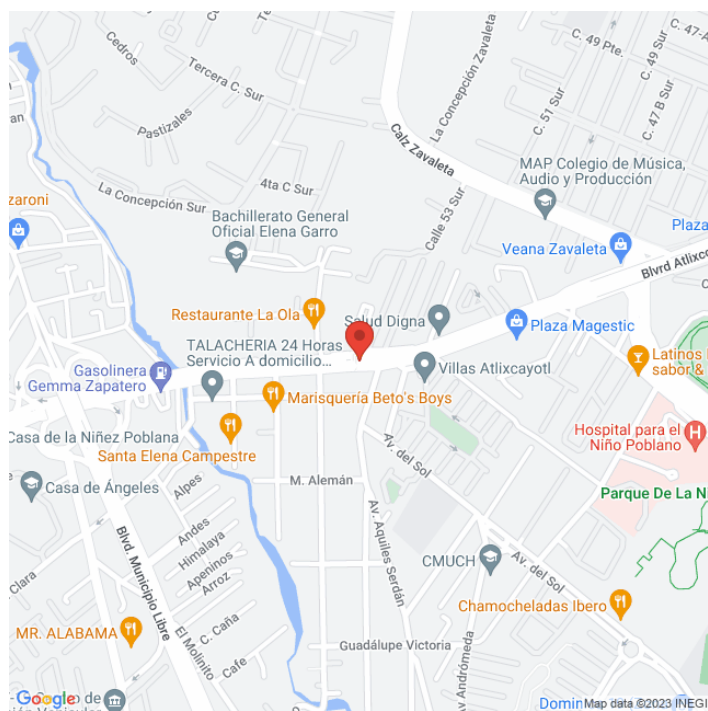 Cedros
Tercera C. Sur
Pastizales
La Concepción Sur
4ta C Sur
La Concepción Zavaleta
Calz Zavaleta
C. 49 Pte.
C. 49 Sur
C. 47-A
C. 51 Sur
C. 47 B Sur
MAP Colegio de Música,
Audio y Producción
Calle 53 Sur
Plaza
Veana Zavaleta
Blvrd Atlixco
zaroni
Bachillerato General
Oficial Elena Garro
Restaurante La Ola
Salud Digna
Plaza Magestic
TALACHERIA 24 Horas
Servicio A domicilio...
Gasolinera
Gemma Zapatero
Villas Atlixcayotl
Latinos
sabor &
Marisquería Beto's Boys
Casa de la Niñez Poblana
Santa Elena Campestre
Hospital para el
Niño Poblano
Casa de Ángeles
Av. del Sol
M. Alemán
Alpes
Parque De La N
Andes
Himalaya
Apeninos
Arroz
Blvd. Municipio Libre
Av. Aquiles Serdán
CMUCH
Av. del Sol
Clara
Chamocheladas Ibero
C. Caña
MR. ALABAMA
El Molinito
Cafe
Guadálupe Victoria
Av Andrómeda
Google
Domin
Map data ©2023 INEGI